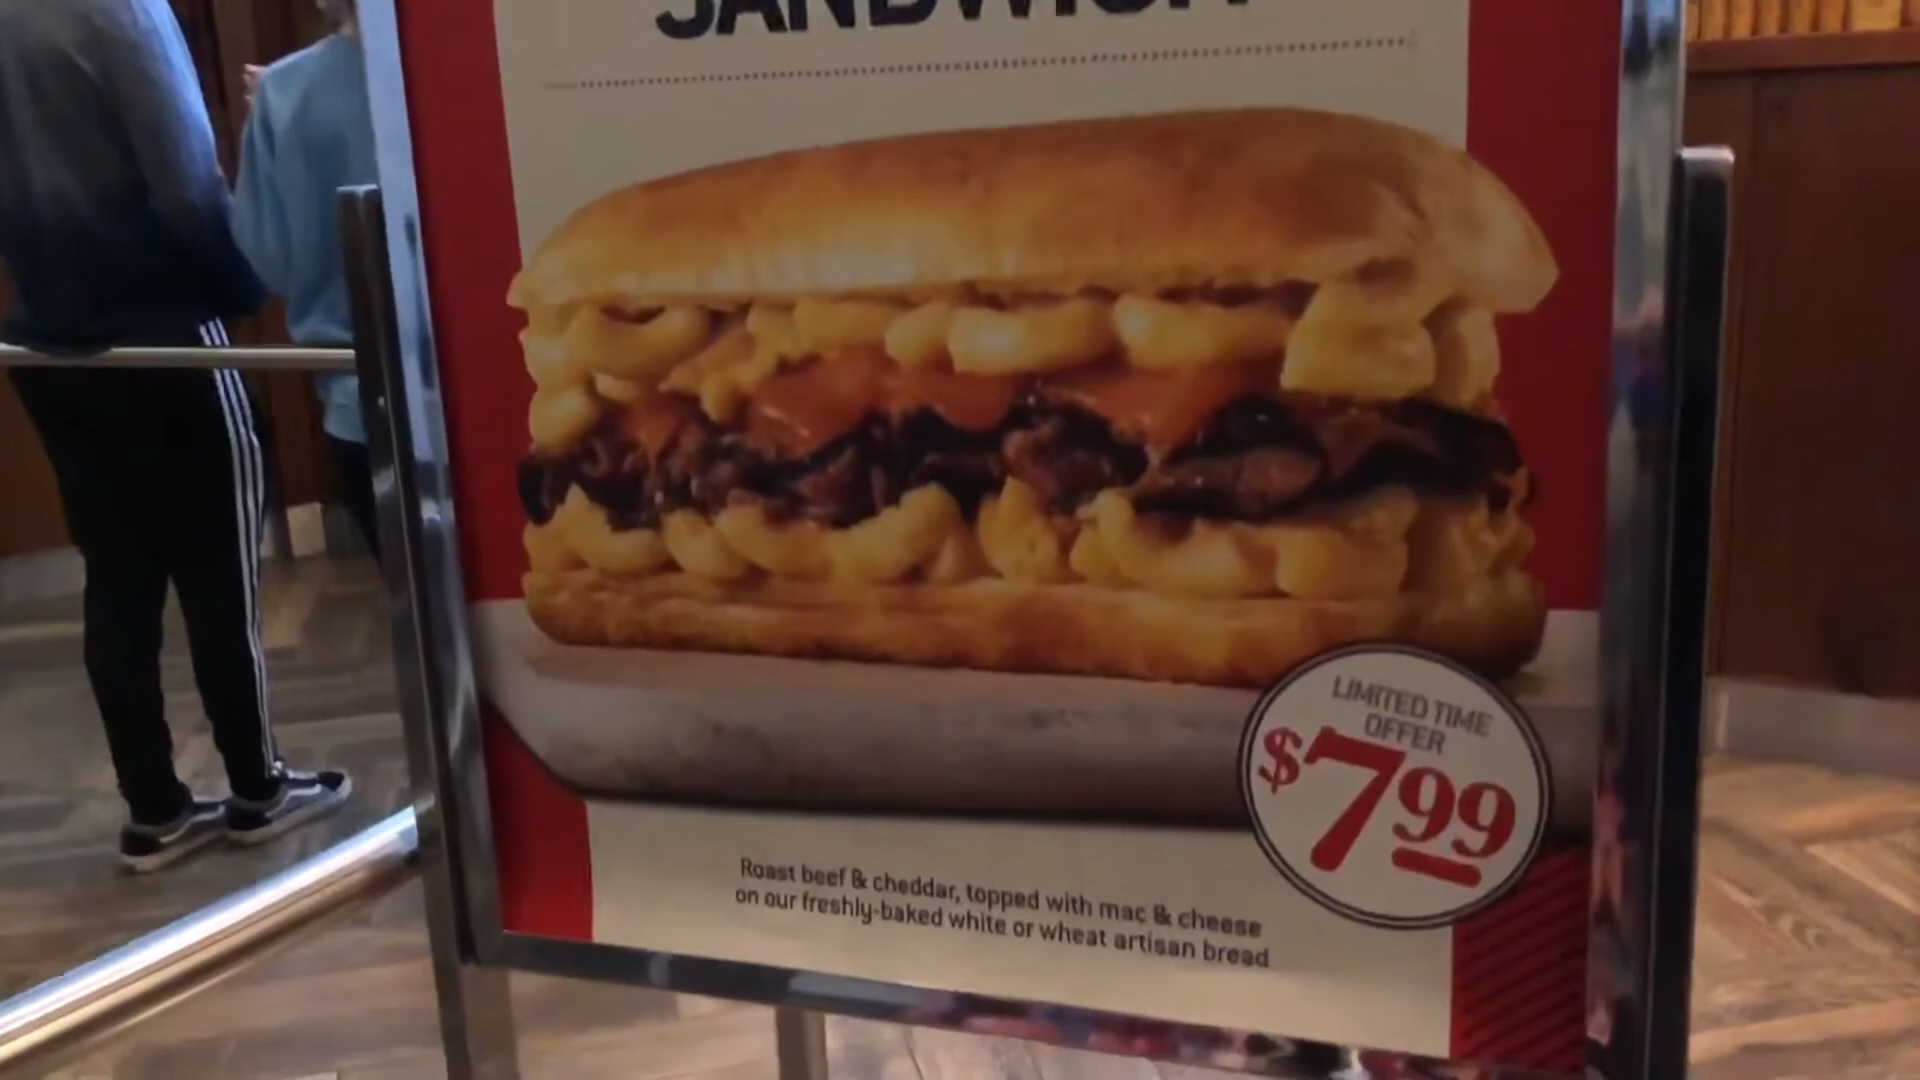 SANDWICH
LIMITED TIME
OFFER
$7.99
Roast beef & cheddar, topped with mac & cheese
on our freshly-baked white or wheat artisan bread